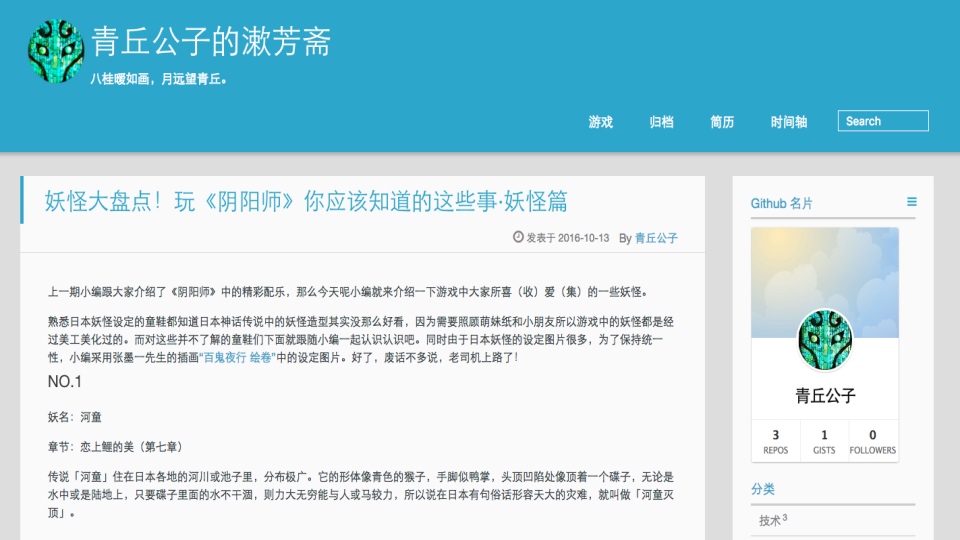 青丘公子的漱芳斋
八桂暧如画，月远望青丘。
游戏 归档 简历 时间轴 Search
妖怪大盘点！玩《阴阳师》你应该知道的这些事·妖怪篇
发表于 2016-10-13 By 青丘公子
上一期小编跟大家介绍了《阴阳师》中的精彩配乐，那么今天呢小编就来介绍一下游戏中大家所喜（收）爱（集）的一些妖怪。
熟悉日本妖怪设定的童鞋都知道日本神话传说中的妖怪造型其实没那么好看，因为需要照顾萌妹纸和小朋友所以游戏中的妖怪都是经
过美工美化过的。而对这些并不了解的童鞋们下面就跟随小编一起认识认识吧。同时由于日本妖怪的设定图片很多，为了保持统一
性，小编采用张墨一先生的插画“百鬼夜行 绘卷”中的设定图片。好了，废话不多说，老司机上路了！
NO.1
妖名：河童
章节：恋上鲤的美（第七章）
传说「河童」住在日本各地的河川或池子里，分布极广。它的形体像青色的猴子，手脚似鸭掌，头顶凹陷处像顶着一个碟子，无论是
水中或是陆地上，只要碟子里面的水不干涸，则力大无穷能与人或马较力，所以说在日本有句俗话形容天大的灾难，就叫做「河童灭
顶」。
Github 名片
青丘公子
3 1 0
REPOS GISTS FOLLOWERS
分类
技术 3